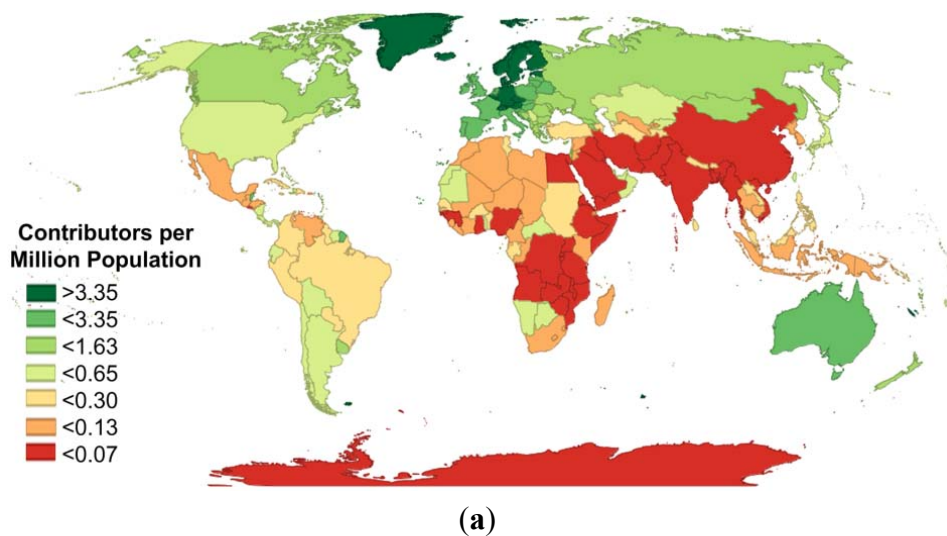 Contributors per
Million Population
>3.35
<3.35
<1.63
<0.65
<0.30
<0.13
<0.07
(a)